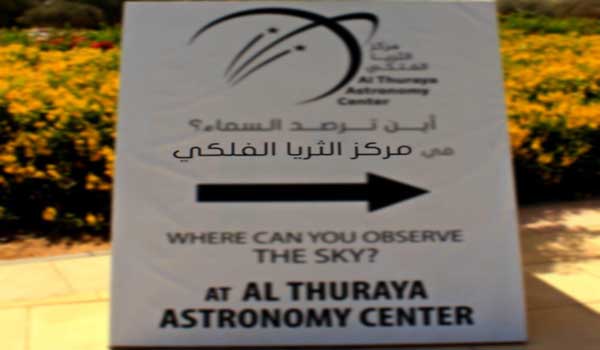 مركز
الثريا
الفلكي
Al Thuraya
Astronomy
Center
أين ترصد السماء؟
في مركز الثريا الفلكي
WHERE CAN YOU OBSERVE
THE SKY?
AT AL THURAYA
ASTRONOMY CENTER